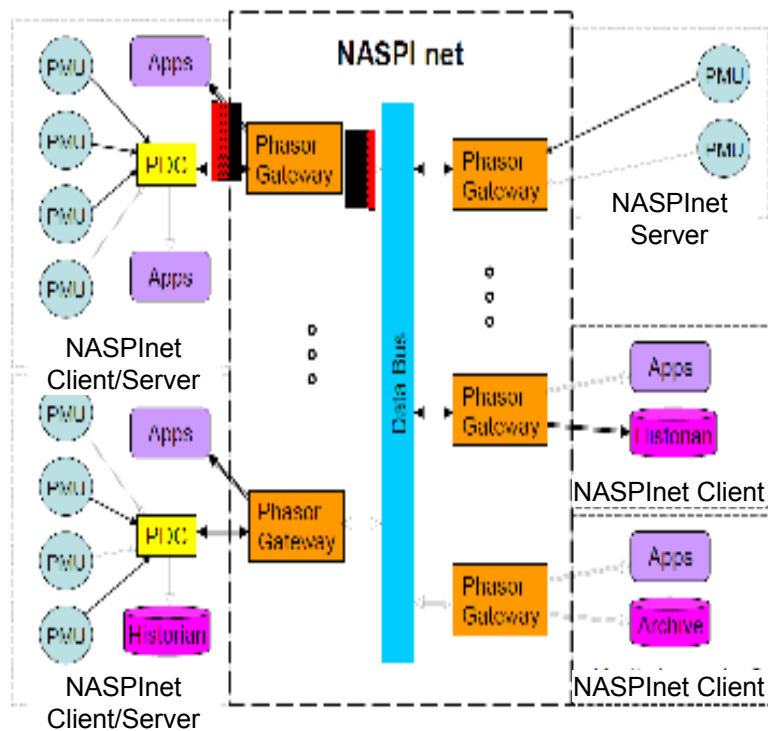 NASPI net
PMU
Apps
PMU
PMU
PMU
PDC
Phasor
Gateway
Phasor
Gateway
PMU
PMU
NASPInet
Server
PMU
Apps
NASPInet
Client/Server
Data Bus
Phasor
Gateway
Apps
Historian
NASPInet Client
PMU
Apps
PMU
PDC
Phasor
Gateway
PMU
PMU
Historian
NASPInet
Client/Server
Phasor
Gateway
Apps
Archive
NASPInet Client